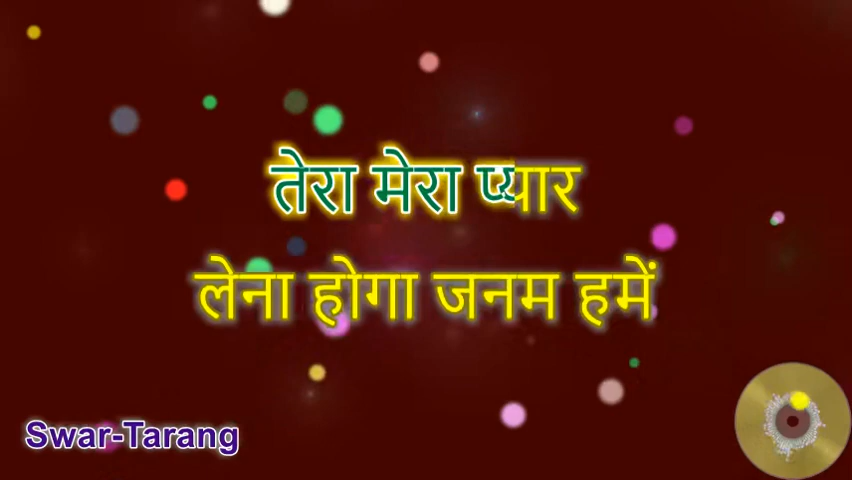 तेरा मेरा प्यार
लेना होगा जनम हमें
Swar-Tarang